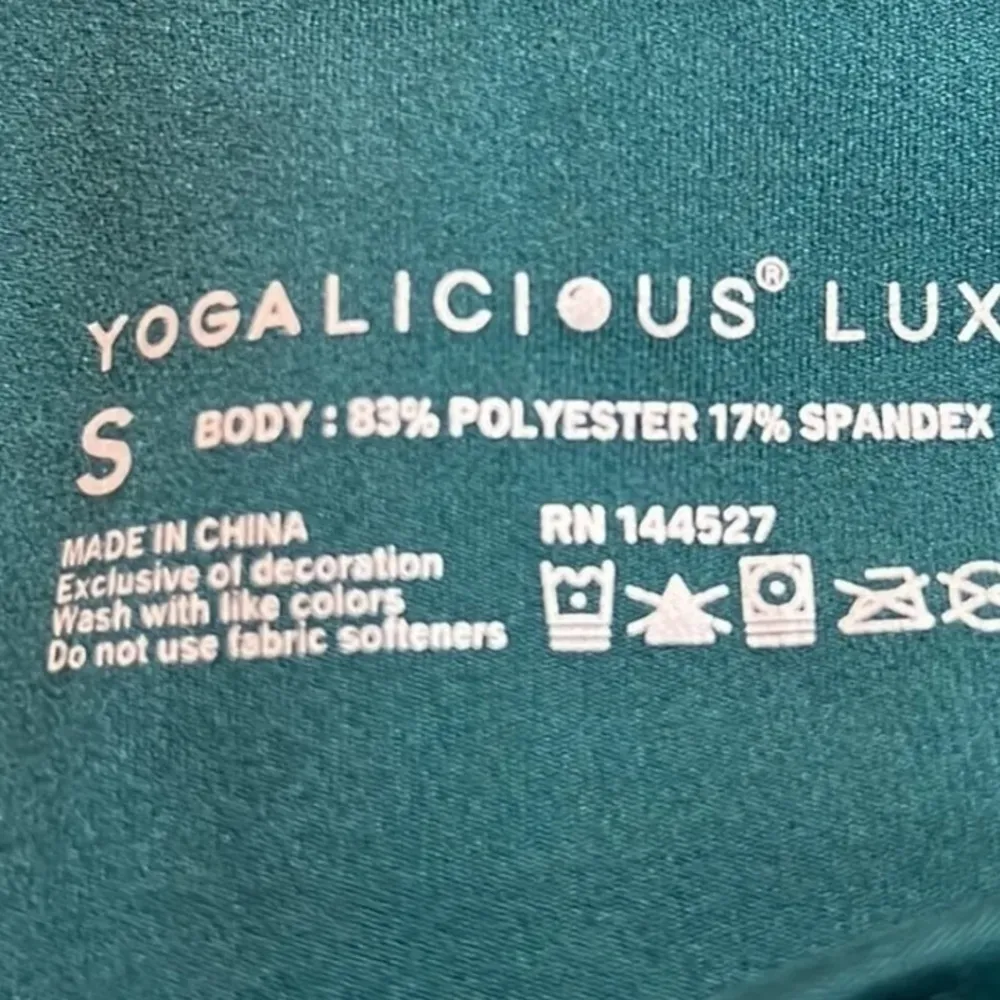 YOGALICIOUS® LUX
S
BODY : 83% POLYESTER 17% SPANDEX
MADE IN CHINA
Exclusive of decoration
Wash with like colors
Do not use fabric softeners
RN 144527